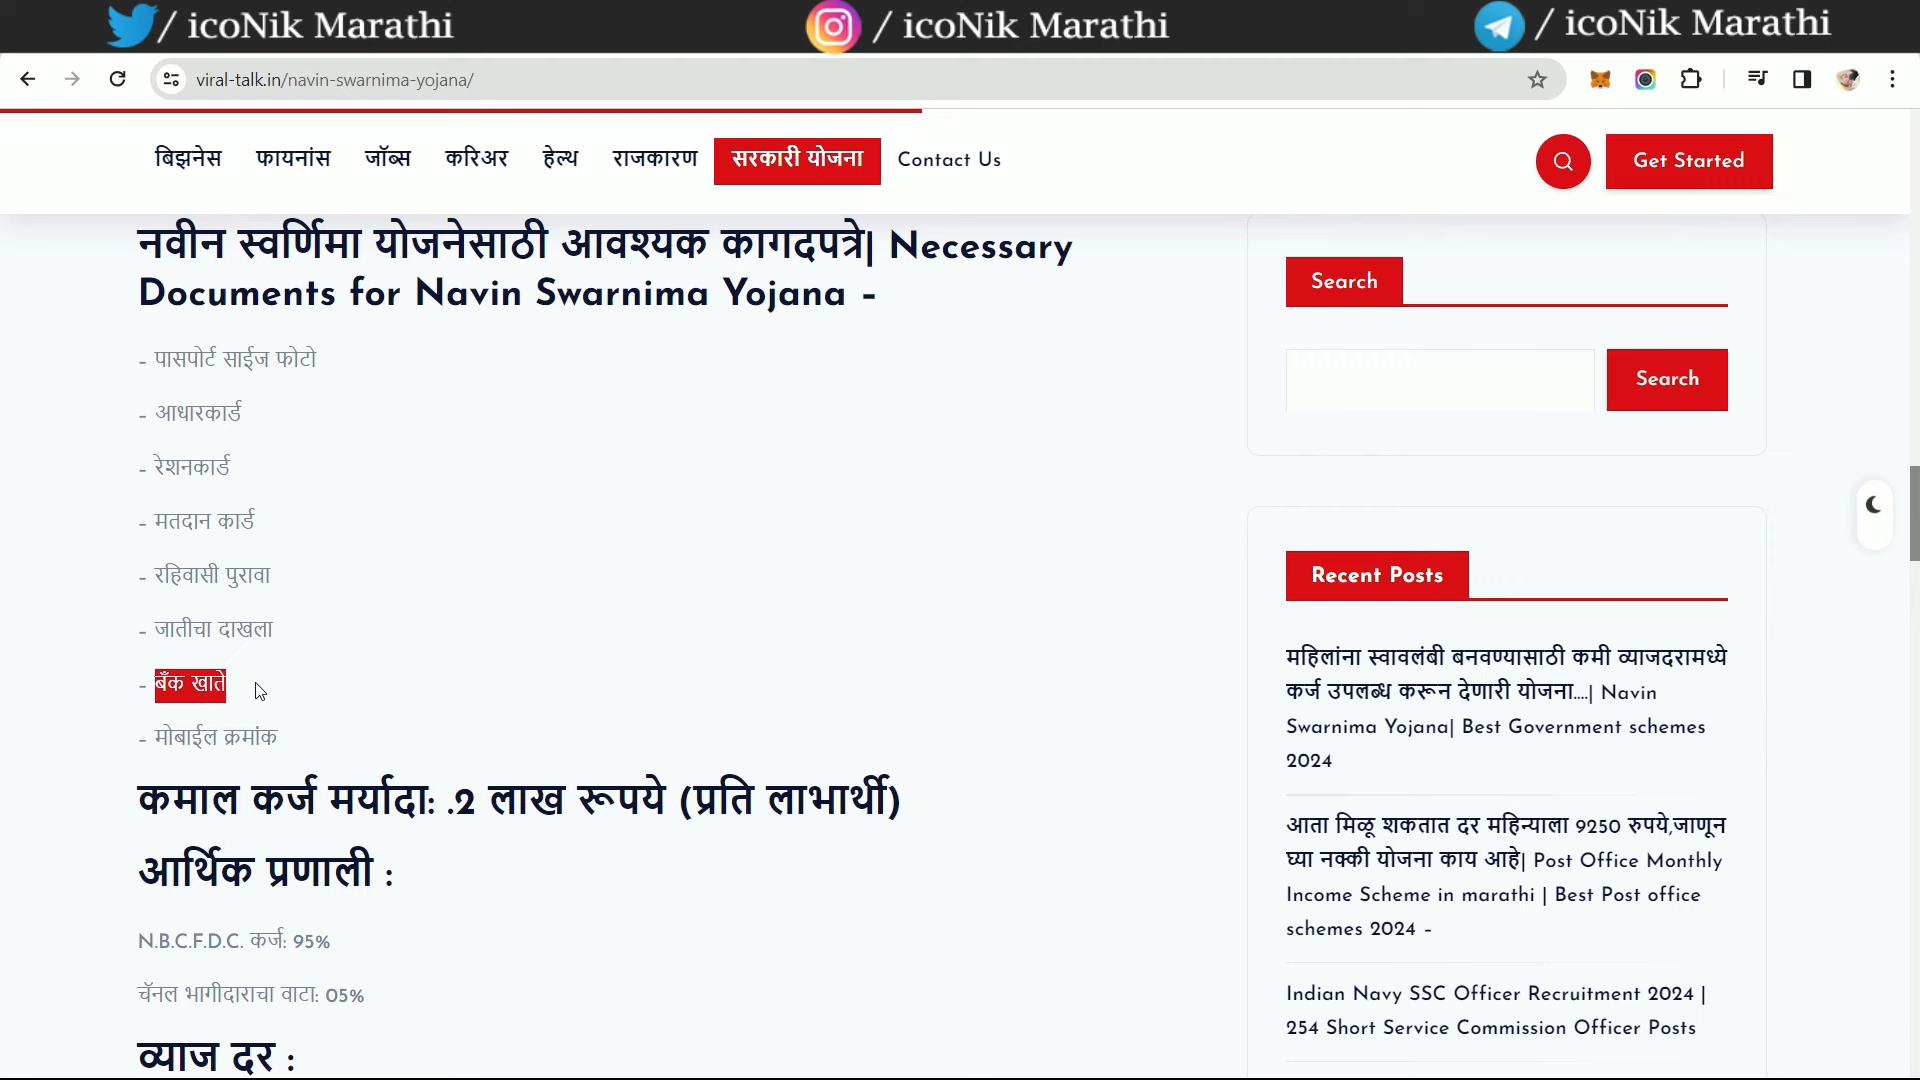 / icoNik Marathi
/ icoNik Marathi
/ icoNik Marathi
viral-talk.in/navin-swarnima-yojana/
बिझनेस
फायनांस
जॉब्स
करिअर
हेल्थ
राजकारण
सरकारी योजना
Contact Us
Get Started
नवीन स्वर्णिमा योजनेसाठी आवश्यक कागदपत्रे| Necessary
Documents for Navin Swarnima Yojana –
– पासपोर्ट साईज फोटो
– आधारकार्ड
– रेशनकार्ड
– मतदान कार्ड
– रहिवासी पुरावा
– जातीचा दाखला
– बँक खाते
– मोबाईल क्रमांक
कमाल कर्ज मर्यादा: .2 लाख रूपये (प्रति लाभार्थी)
आर्थिक प्रणाली :
N.B.C.F.D.C. कर्ज: 95%
चॅनल भागीदाराचा वाटा: 05%
व्याज दर :
Search
Search
Recent Posts
महिलांना स्वावलंबी बनवण्यासाठी कमी व्याजदरामध्ये
कर्ज उपलब्ध करून देणारी योजना....| Navin
Swarnima Yojana| Best Government schemes
2024
आता मिळू शकतात दर महिन्याला 9250 रुपये,जाणून
घ्या नक्की योजना काय आहे| Post Office Monthly
Income Scheme in marathi | Best Post office
schemes 2024 –
Indian Navy SSC Officer Recruitment 2024 |
254 Short Service Commission Officer Posts